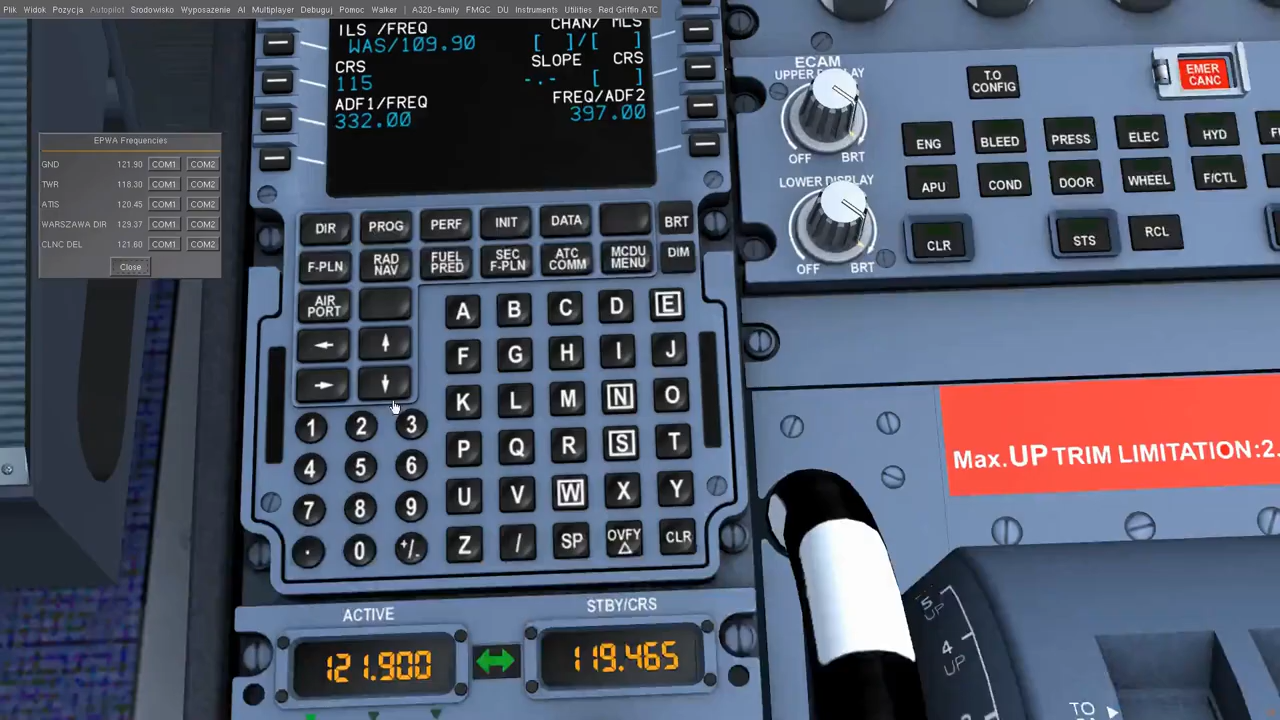 Plik Widok Pozycja Autopilot Środowisko Wyposażenie AI Multiplayer Debuguj Pomoc Walker | A320-family FMGC DU Instruments Utilities Red Griffin ATC
ILS /FREQ CHAN/ MLS
WAS/109.90 [ ]/[ ]
CRS SLOPE CRS
115 -.- [ ]
ADF1/FREQ FREQ/ADF2
332.00 397.00
EPWA Frequencies
GND 121.90 COM1 COM2
TWR 118.30 COM1 COM2
ATIS 120.45 COM1 COM2
WARSZAWA DIR 129.37 COM1 COM2
CLNC DEL 121.60 COM1 COM2
Close
DIR PROG PERF INIT DATA BRT
F-PLN RAD NAV FUEL PRED SEC F-PLN ATC COMM MCDU MENU DIM
AIR PORT
A B C D E
F G H I J
K L M N O
P Q R S T
U V W X Y
Z / SP OVFY CLR
1 2 3
4 5 6
7 8 9
. 0 +/-
ACTIVE STBY/CRS
121.900 119.465
ECAM
UPPER DISPLAY
OFF BRT
LOWER DISPLAY
OFF BRT
T.O CONFIG
EMER CANC
ENG BLEED PRESS ELEC HYD
APU COND DOOR WHEEL F/CTL
CLR STS RCL
Max.UP TRIM LIMITATION:2.
5 UP
4 UP
TO